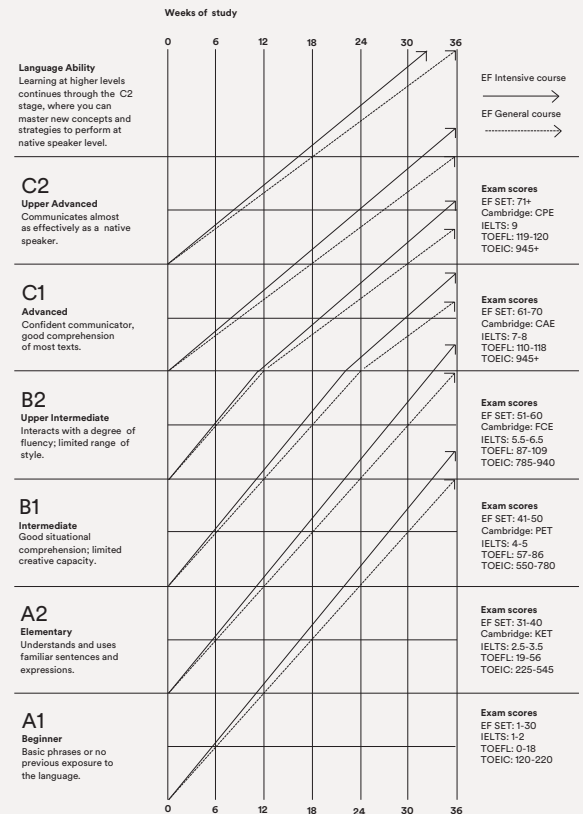 Weeks of study
0 6 12 18 24 30 36
Language Ability
Learning at higher levels
continues through the C2
stage, where you can
master new concepts and
strategies to perform at
native speaker level.
EF Intensive course
EF General course
C2
Upper Advanced
Communicates almost
as effectively as a native
speaker.
Exam scores
EF SET: 71+
Cambridge: CPE
IELTS: 9
TOEFL: 119-120
TOEIC: 945+
C1
Advanced
Confident communicator,
good comprehension
of most texts.
Exam scores
EF SET: 61-70
Cambridge: CAE
IELTS: 7-8
TOEFL: 110-118
TOEIC: 945+
B2
Upper Intermediate
Interacts with a degree of
fluency; limited range of
style.
Exam scores
EF SET: 51-60
Cambridge: FCE
IELTS: 5.5-6.5
TOEFL: 87-109
TOEIC: 785-940
B1
Intermediate
Good situational
comprehension; limited
creative capacity.
Exam scores
EF SET: 41-50
Cambridge: PET
IELTS: 4-5
TOEFL: 57-86
TOEIC: 550-780
A2
Elementary
Understands and uses
familiar sentences and
expressions.
Exam scores
EF SET: 31-40
Cambridge: KET
IELTS: 2.5-3.5
TOEFL: 19-56
TOEIC: 225-545
A1
Beginner
Basic phrases or no
previous exposure to
the language.
Exam scores
EF SET: 1-30
IELTS: 1-2
TOEFL: 0-18
TOEIC: 120-220
0 6 12 18 24 30 36